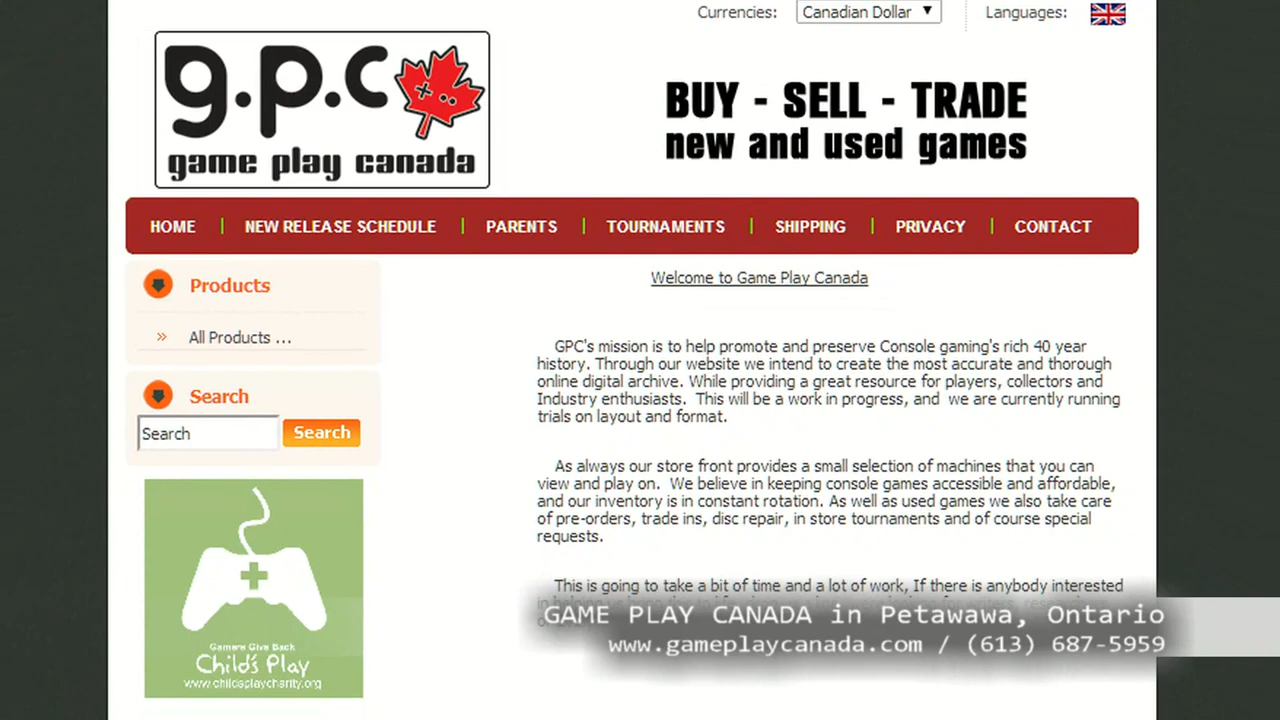 Currencies: Canadian Dollar Languages:
g.p.c
game play canada
BUY - SELL - TRADE
new and used games
HOME NEW RELEASE SCHEDULE PARENTS TOURNAMENTS SHIPPING PRIVACY CONTACT
Products
All Products ...
Search
Search Search
Gamers Give Back
Child's Play
www.childsplaycharity.org
Welcome to Game Play Canada
GPC's mission is to help promote and preserve Console gaming's rich 40 year
history. Through our website we intend to create the most accurate and thorough
online digital archive. While providing a great resource for players, collectors and
Industry enthusiasts. This will be a work in progress, and we are currently running
trials on layout and format.
As always our store front provides a small selection of machines that you can
view and play on. We believe in keeping console games accessible and affordable,
and our inventory is in constant rotation. As well as used games we also take care
of pre-orders, trade ins, disc repair, in store tournaments and of course special
requests.
This is going to take a bit of time and a lot of work, If there is anybody interested
GAME PLAY CANADA in Petawawa, Ontario
www.gameplaycanada.com / (613) 687-5959